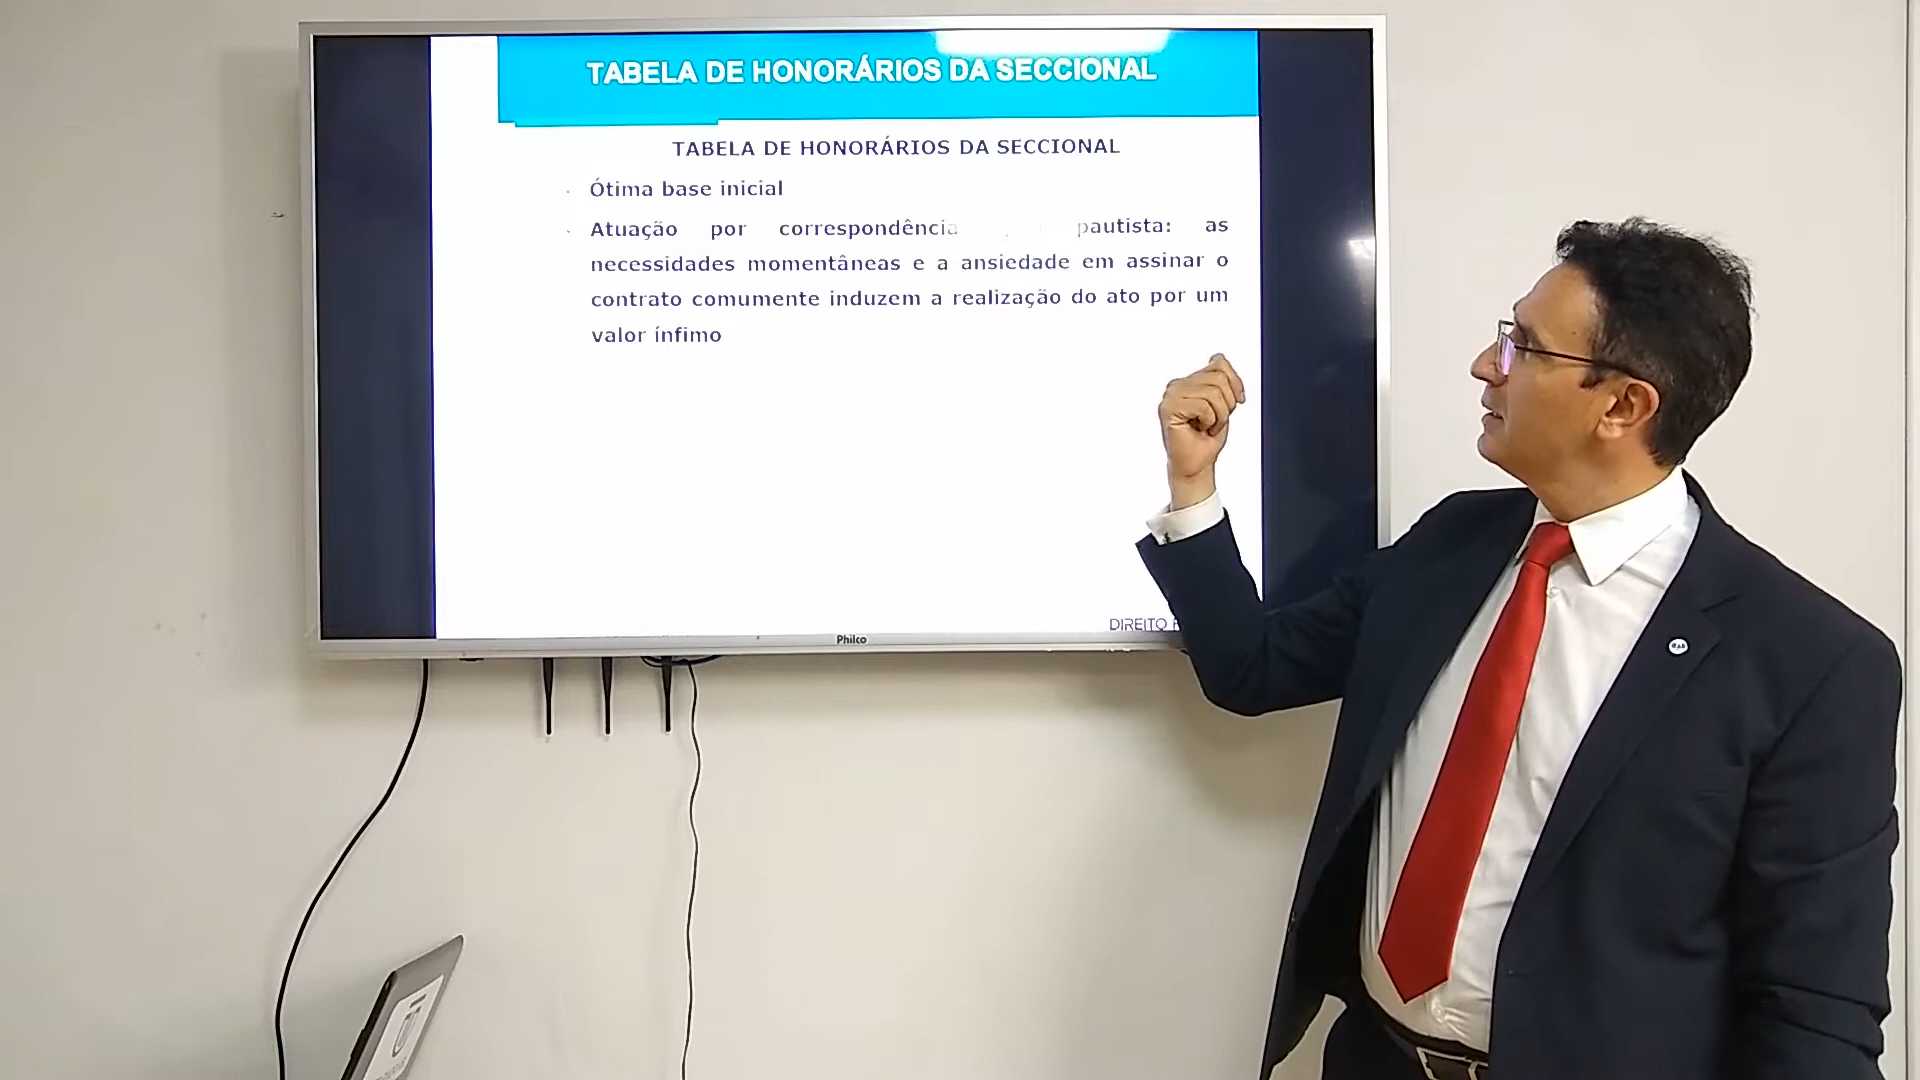 TABELA DE HONORÁRIOS DA SECCIONAL
TABELA DE HONORÁRIOS DA SECCIONAL
Ótima base inicial
Atuação por correspondência pautista: as
necessidades momentâneas e a ansiedade em assinar o
contrato comumente induzem a realização do ato por um
valor ínfimo
DIREITO
Philco
OAB